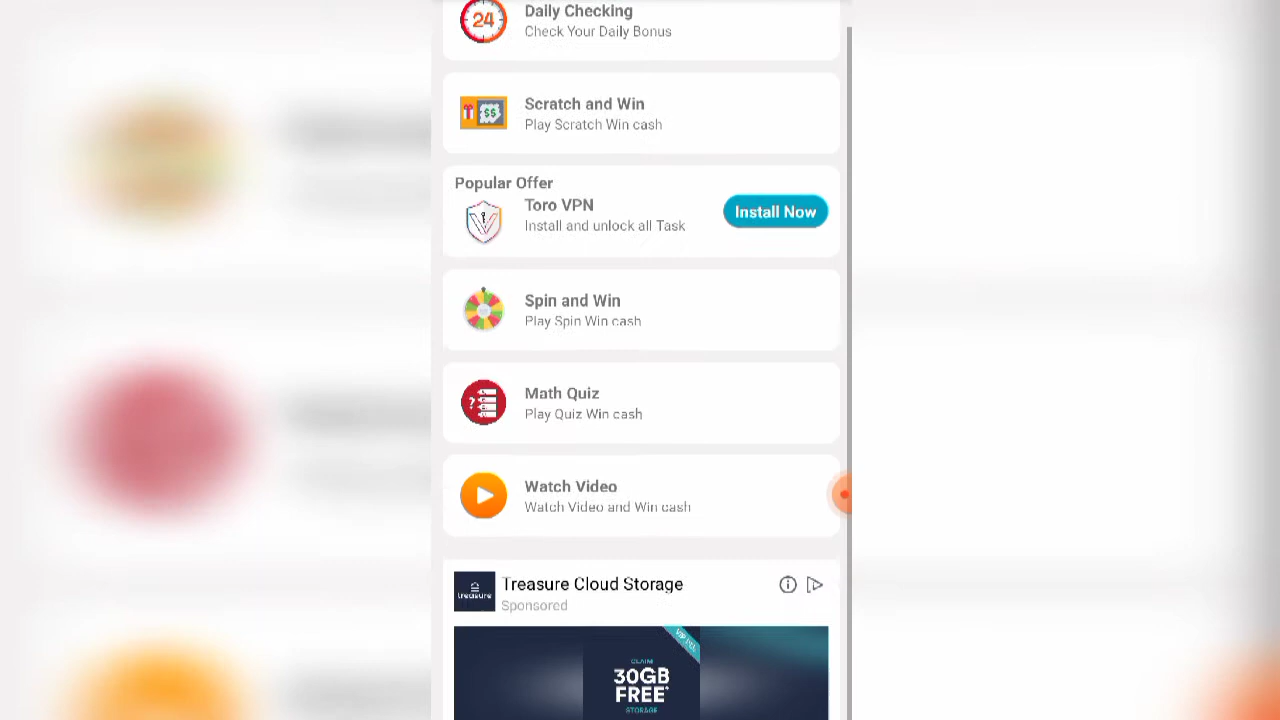 24
Daily Checking
Check Your Daily Bonus
Scratch and Win
$$
Play Scratch Win cash
Popular Offer
Toro VPN
Install and unlock all Task
Install Now
Spin and Win
Play Spin Win cash
?
Math Quiz
Play Quiz Win cash
Watch Video
Watch Video and Win cash
treasure
Treasure Cloud Storage
Sponsored
CLAIM
30GB
FREE*
STORAGE